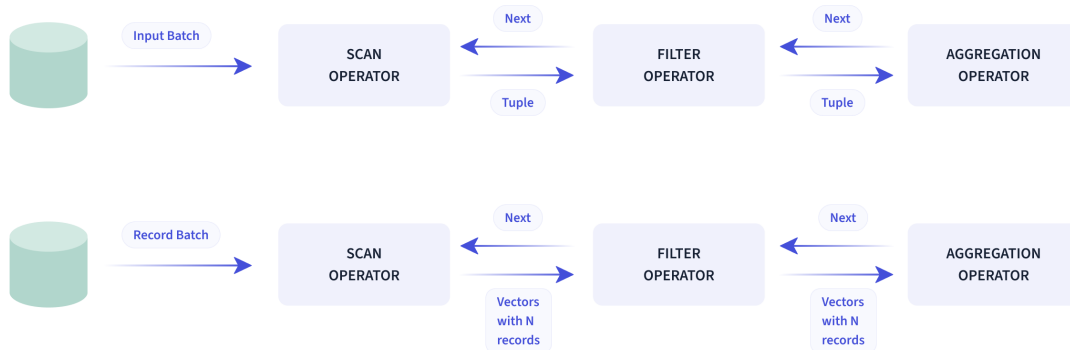 Next
Next
Input Batch
SCAN
OPERATOR
FILTER
OPERATOR
AGGREGATION
OPERATOR
Tuple
Tuple
Next
Next
Record Batch
SCAN
OPERATOR
FILTER
OPERATOR
AGGREGATION
OPERATOR
Vectors
with N
records
Vectors
with N
records